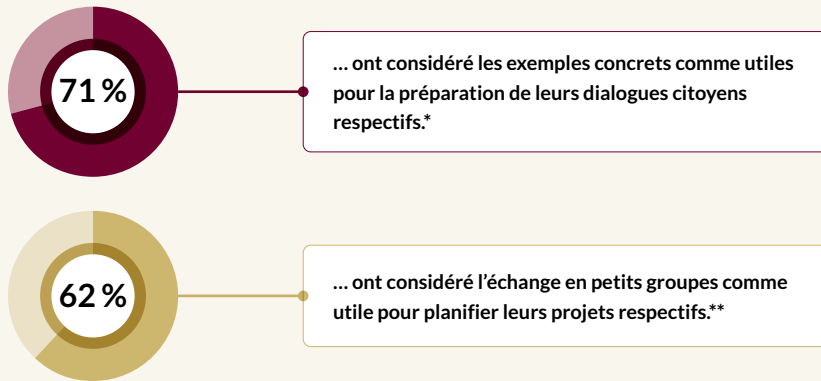 71 %
… ont considéré les exemples concrets comme utiles
pour la préparation de leurs dialogues citoyens
respectifs.*
62 %
… ont considéré l’échange en petits groupes comme
utile pour planifier leurs projets respectifs.**